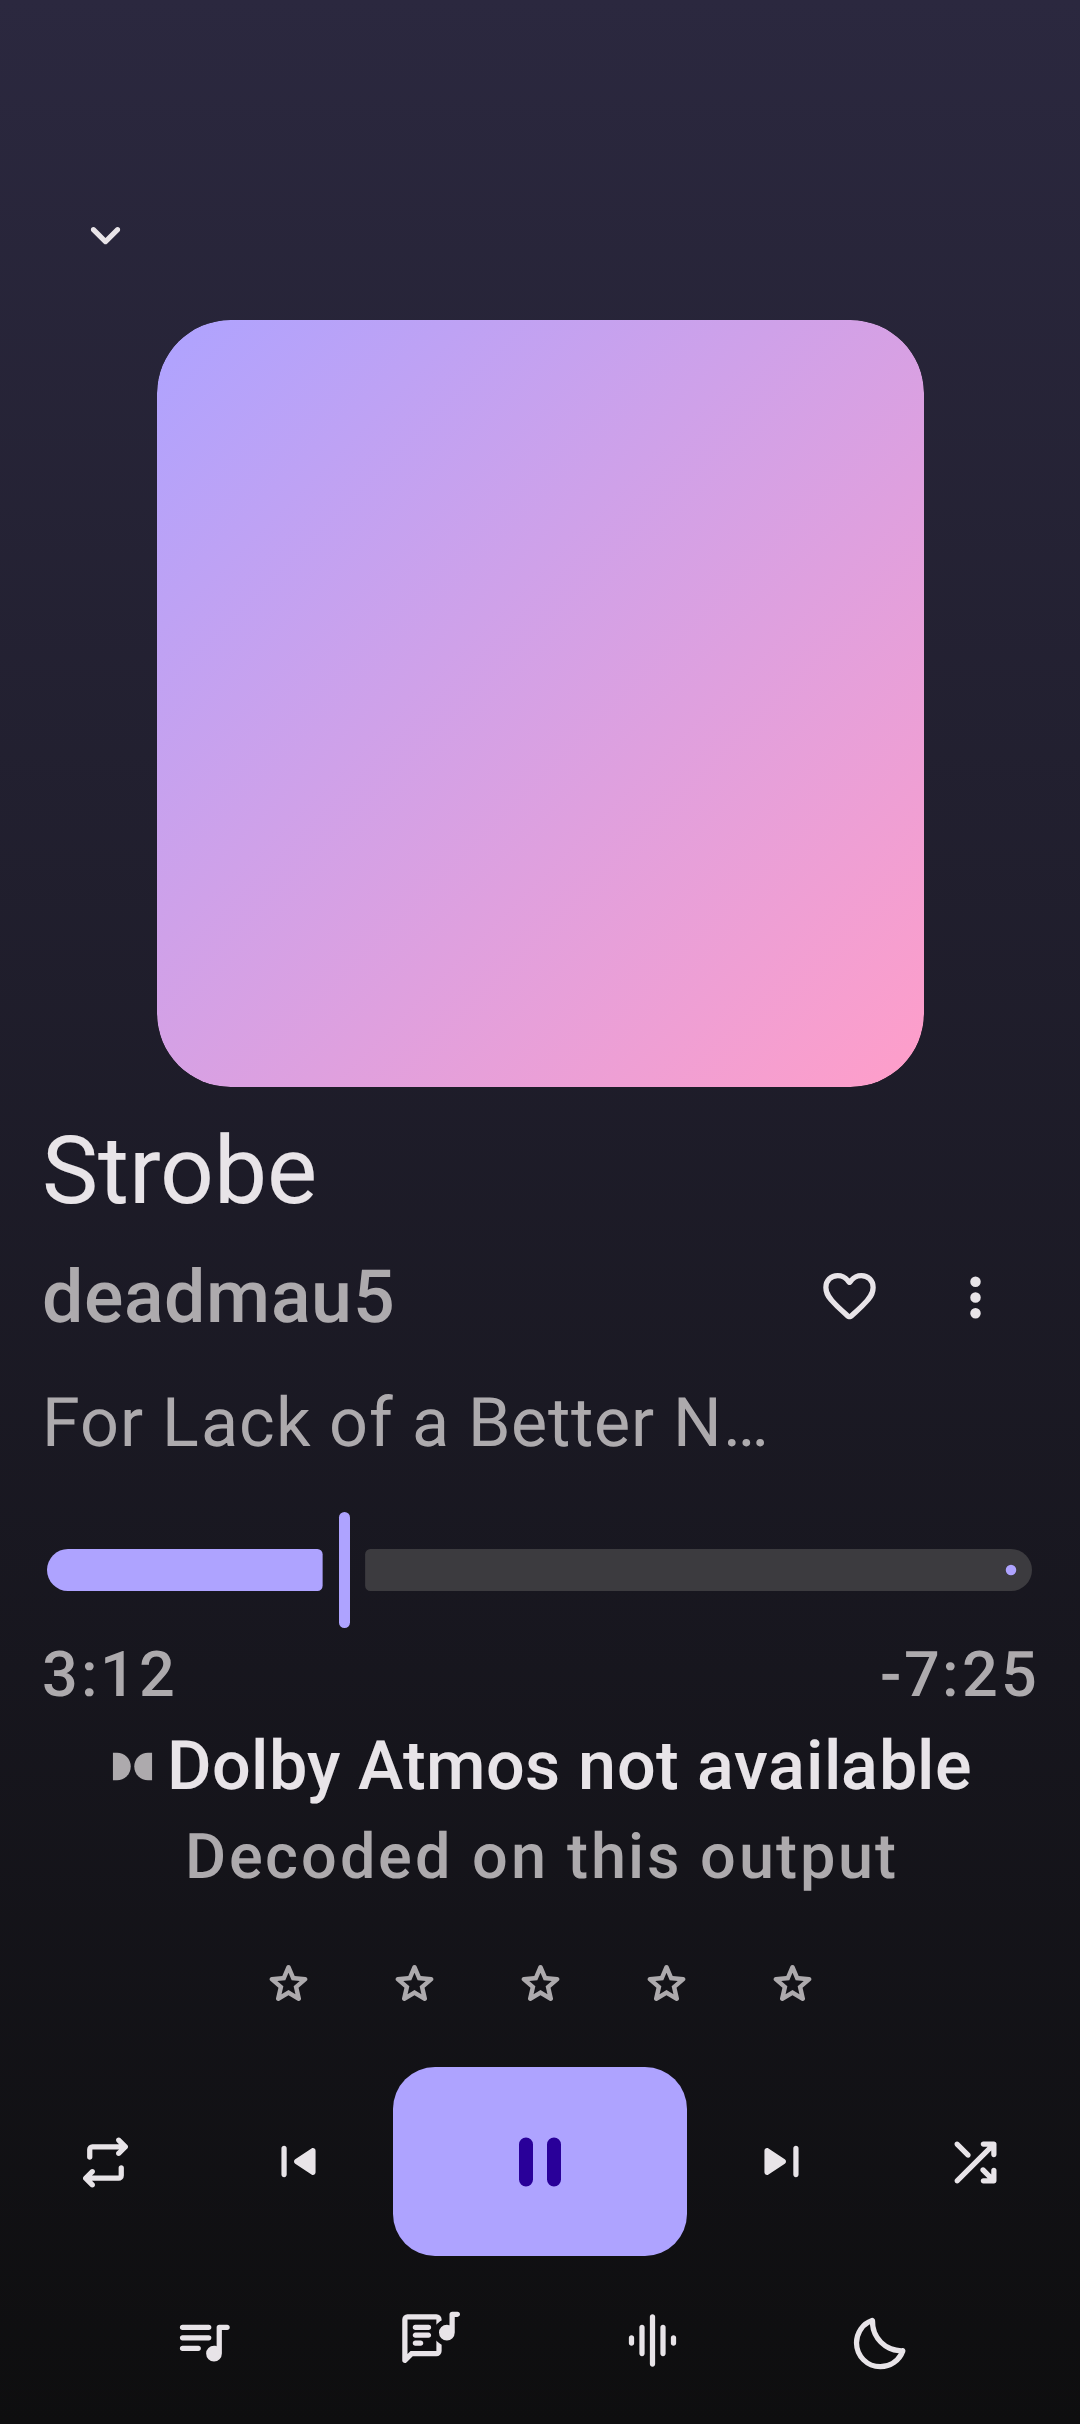 Strobe
deadmau5
For Lack of a Better N…
3:12
-7:25
Dolby Atmos not available
Decoded on this output